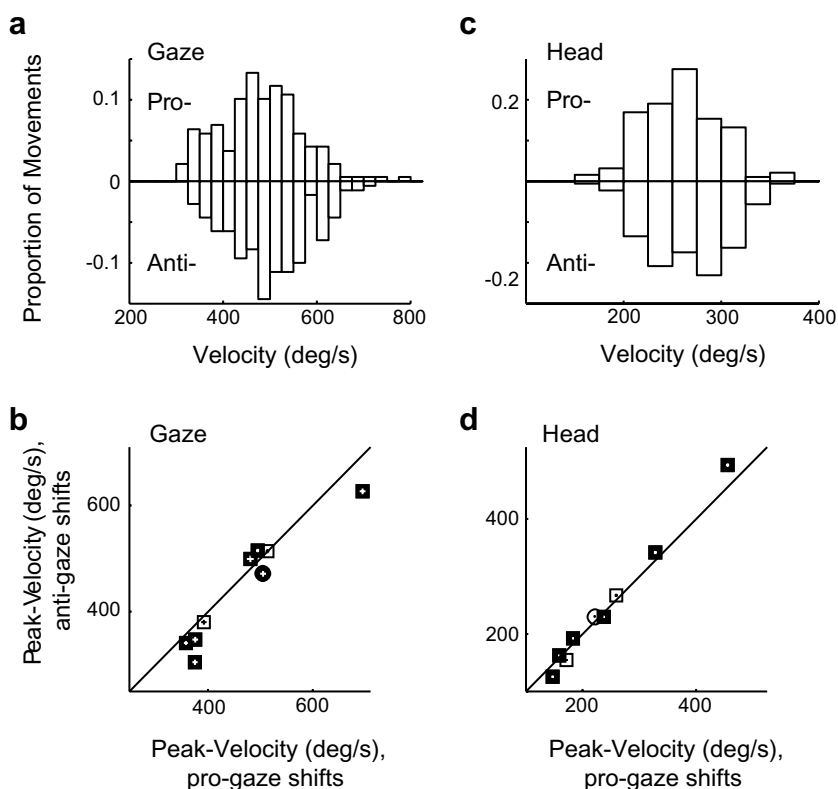 a
Gaze
Pro-
Anti-
Proportion of Movements
0.1
0
-0.1
200 400 600 800
Velocity (deg/s)
c
Head
Pro-
Anti-
0.2
0
-0.2
200 300 400
Velocity (deg/s)
b
Gaze
Peak-Velocity (deg/s),
anti-gaze shifts
600
400
400 600
Peak-Velocity (deg/s),
pro-gaze shifts
d
Head
400
200
200 400
Peak-Velocity (deg/s),
pro-gaze shifts